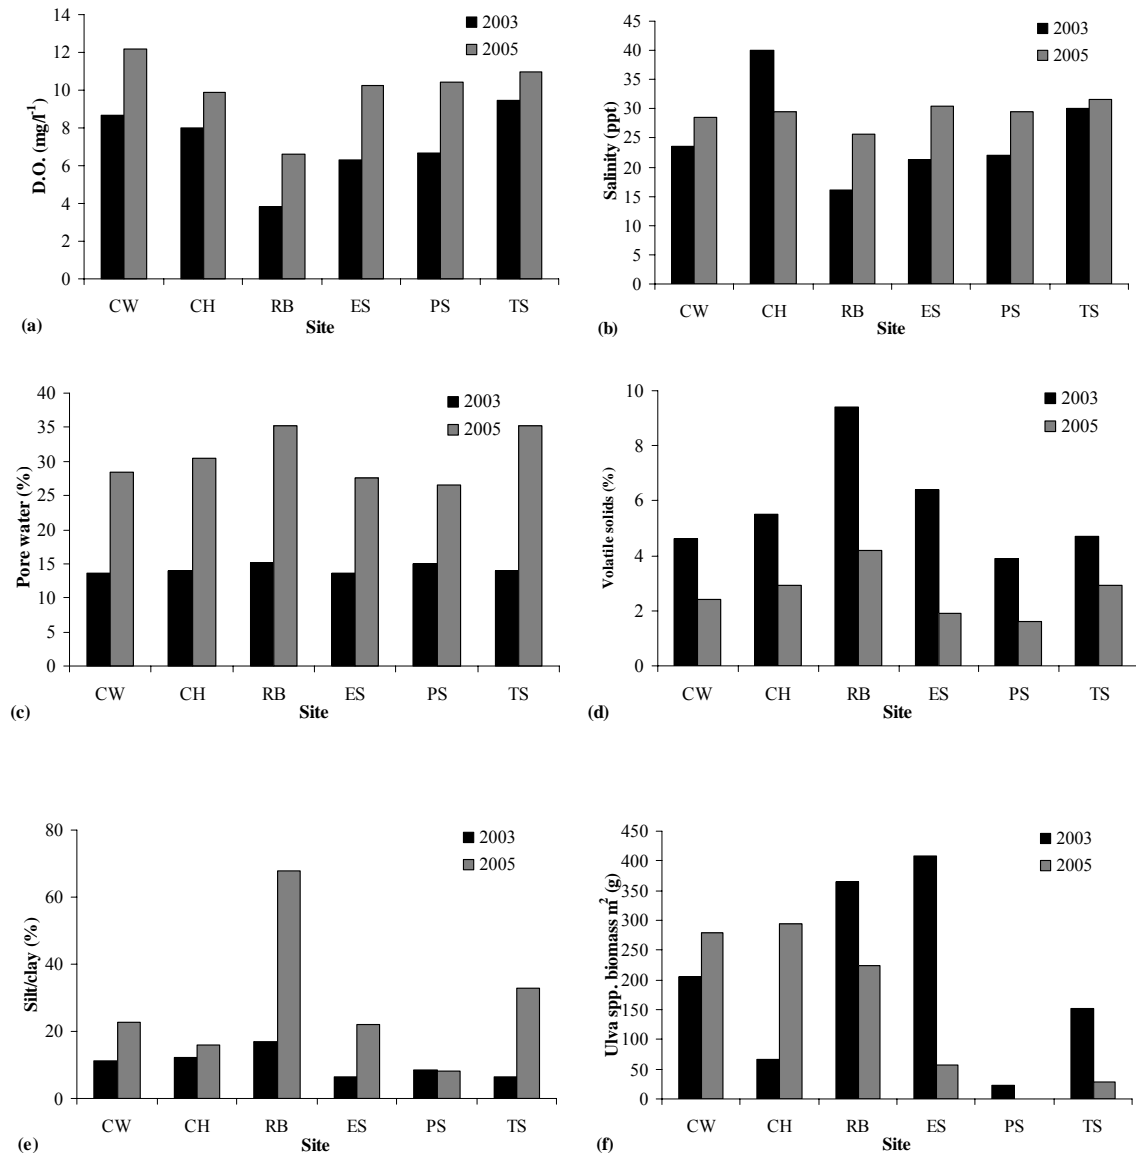 14
12
10
8
6
4
2
0
D.O. (mg/l⁻¹)
2003
2005
CW CH RB ES PS TS
Site
(a)
45
40
35
30
25
20
15
10
5
0
Salinity (ppt)
2003
2005
CW CH RB ES PS TS
Site
(b)
40
35
30
25
20
15
10
5
0
Pore water (%)
2003
2005
CW CH RB ES PS TS
Site
(c)
10
8
6
4
2
0
Volatile solids (%)
2003
2005
CW CH RB ES PS TS
Site
(d)
80
60
40
20
0
Silt/clay (%)
2003
2005
CW CH RB ES PS TS
Site
(e)
450
400
350
300
250
200
150
100
50
0
Ulva spp. biomass m² (g)
2003
2005
CW CH RB ES PS TS
Site
(f)